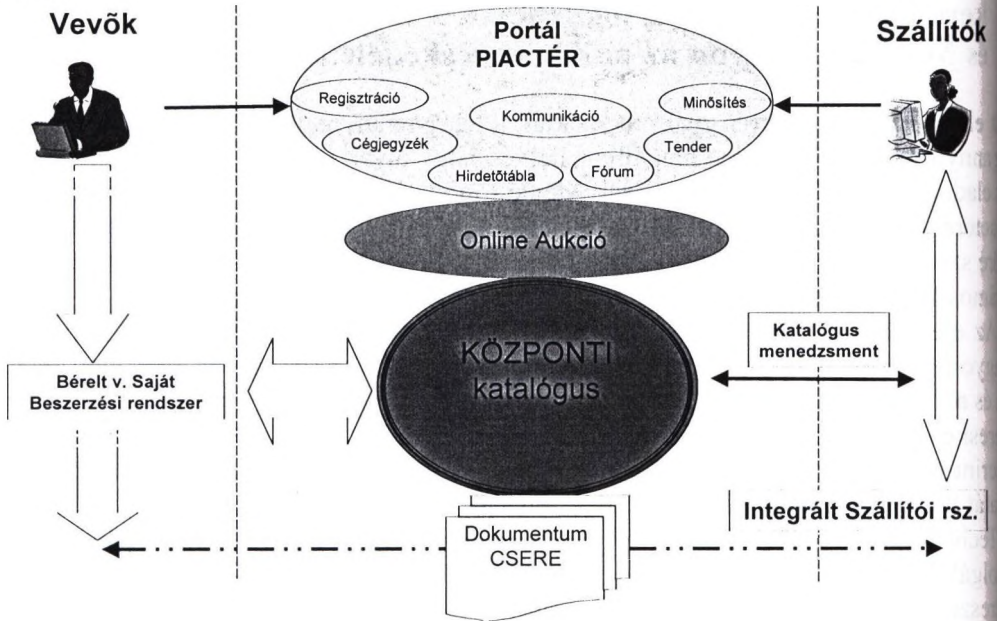 Vevõk
Portál
PIACTÉR
Szállítók
Regisztráció
Kommunikáció
Minõsítés
Cégjegyzék
Tender
Hirdetõtábla
Fórum
Online Aukció
KÖZPONTI
katalógus
Katalógus
menedzsment
Bérelt v. Saját
Beszerzési rendszer
Integrált Szállítói rsz.
Dokumentum
CSERE